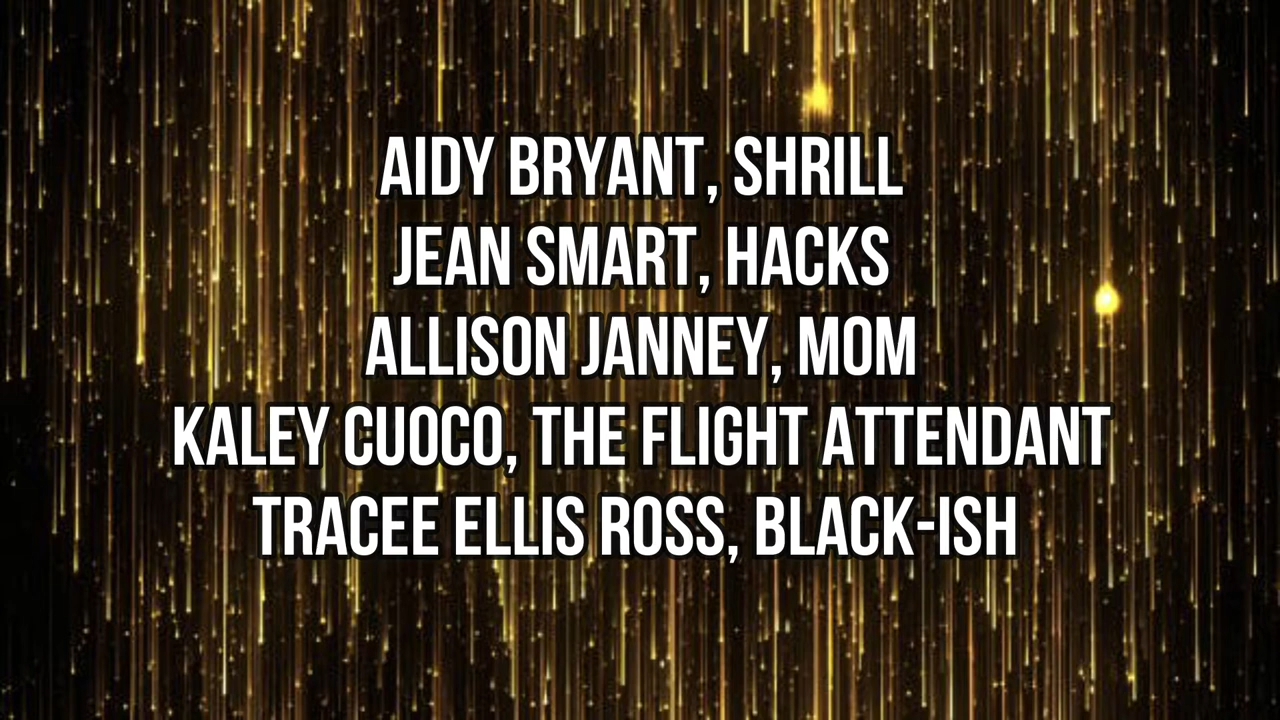 AIDY BRYANT, SHRILL
JEAN SMART, HACKS
ALLISON JANNEY, MOM
KALEY CUOCO, THE FLIGHT ATTENDANT
TRACEE ELLIS ROSS, BLACK-ISH